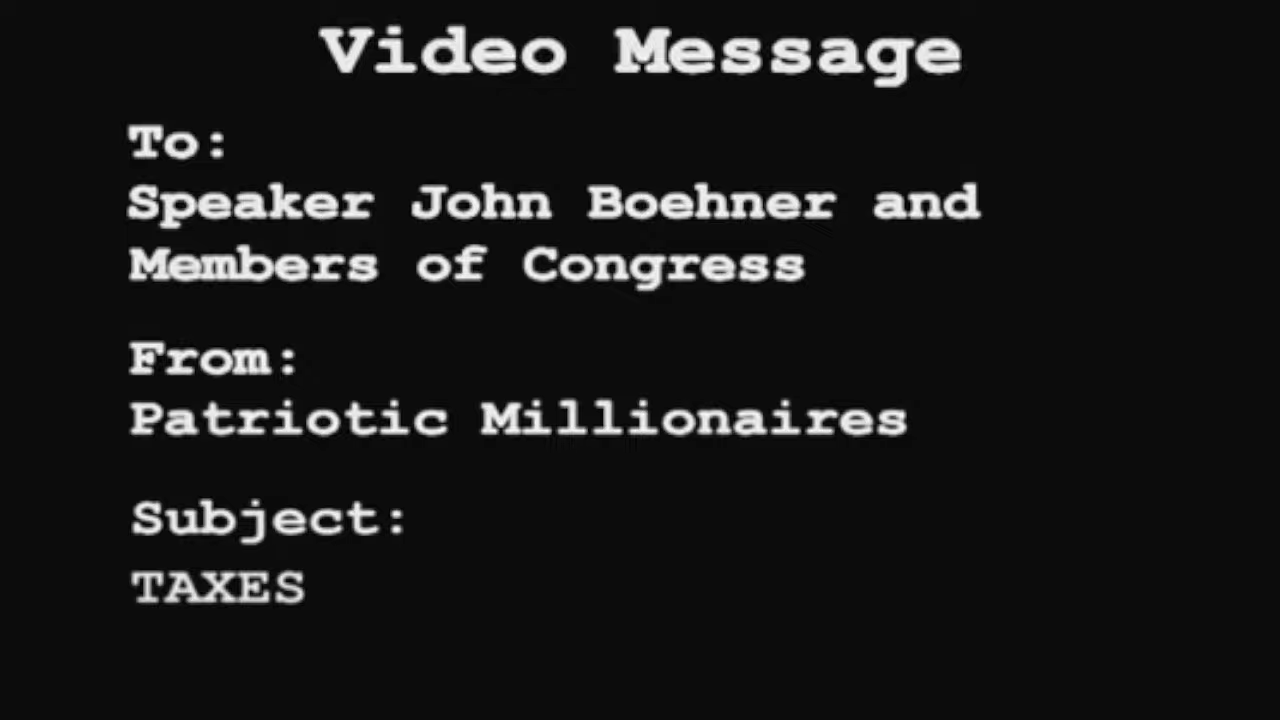 Video Message
To:
Speaker John Boehner and
Members of Congress
From:
Patriotic Millionaires
Subject:
TAXES